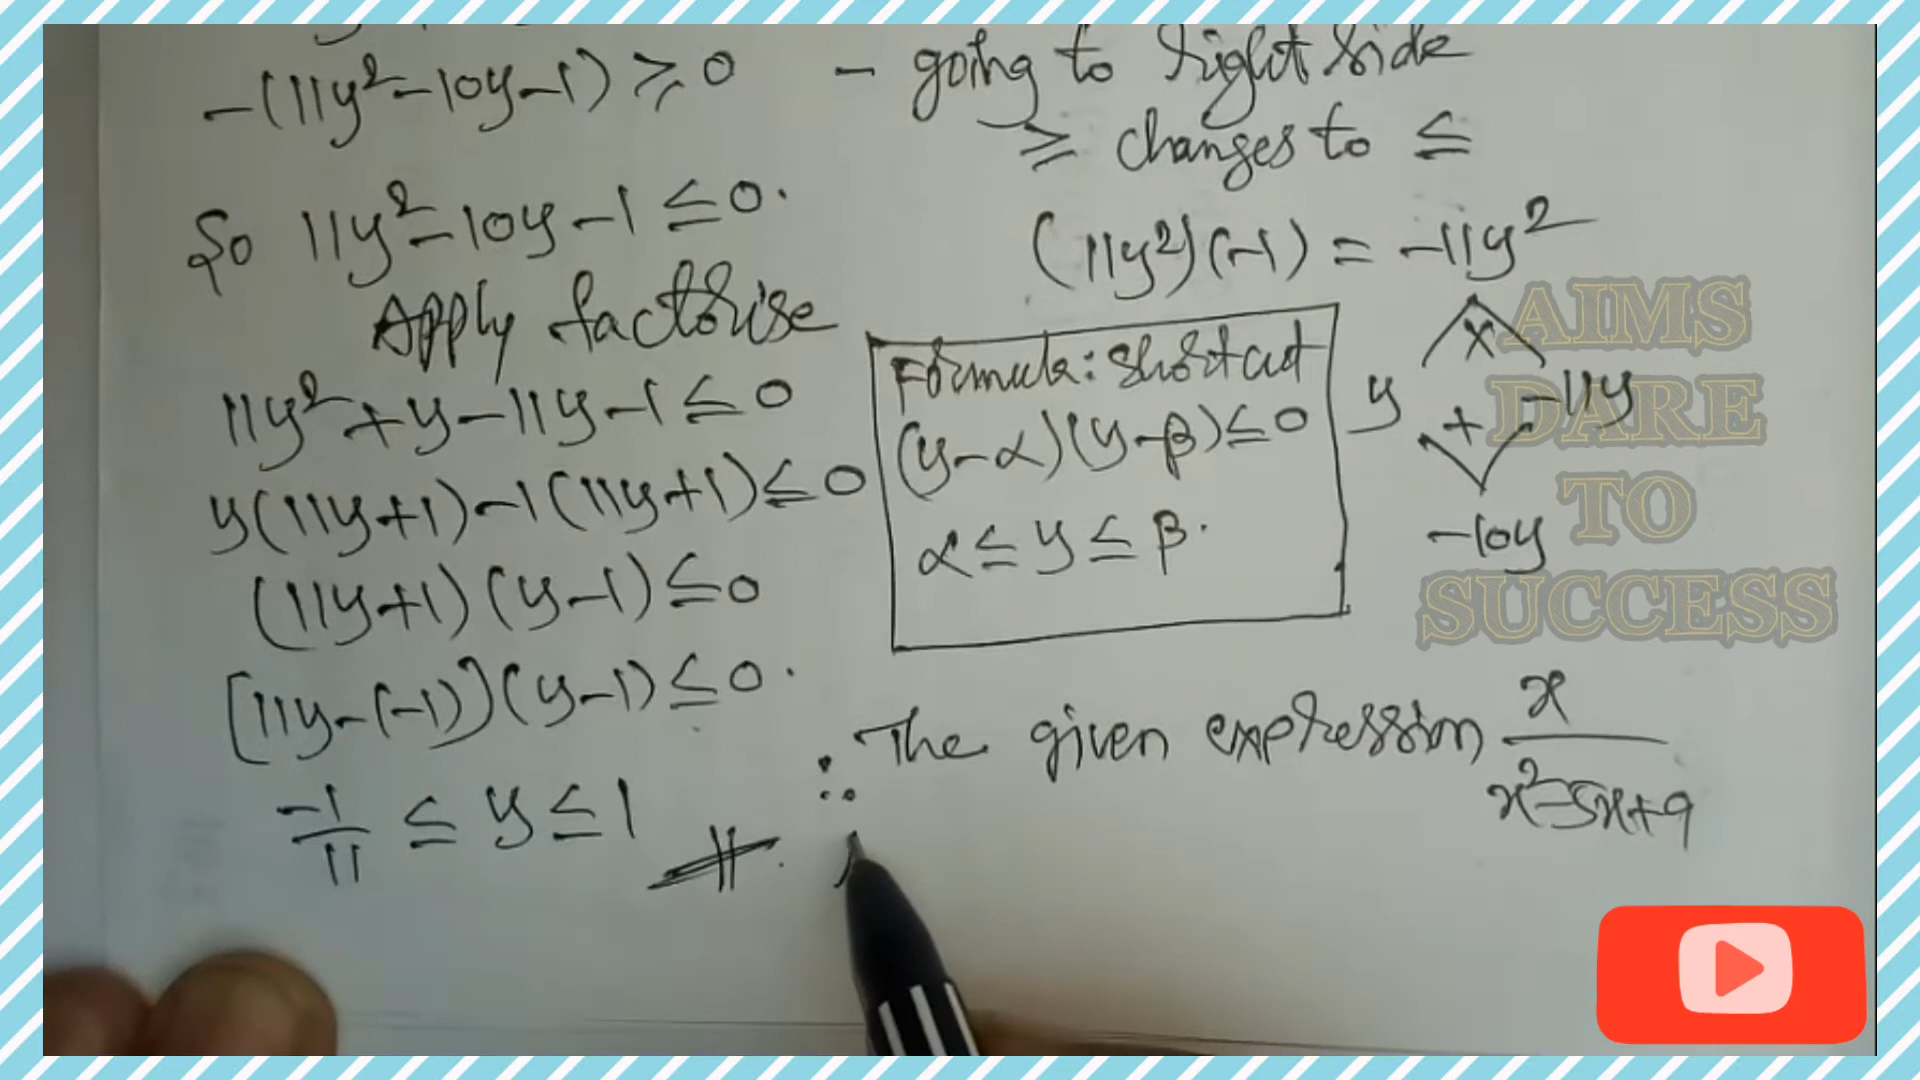 -(11y²-10y-1) ≥ 0
- going to right side
≥ changes to ≤
So 11y²-10y-1 ≤ 0.
Apply factorise
11y²+y-11y-1 ≤ 0
y(11y+1)-1(11y+1) ≤ 0
(11y+1)(y-1) ≤ 0
[11y-(-1)](y-1) ≤ 0.
-1/11 ≤ y ≤ 1
(11y²)(-1) = -11y²
x
y -11y
+
-10y
Formula: Shortcut
(y-α)(y-β) ≤ 0
α ≤ y ≤ β.
∴ The given expression x/(x²-5x+9)
AIMS
DARE
TO
SUCCESS